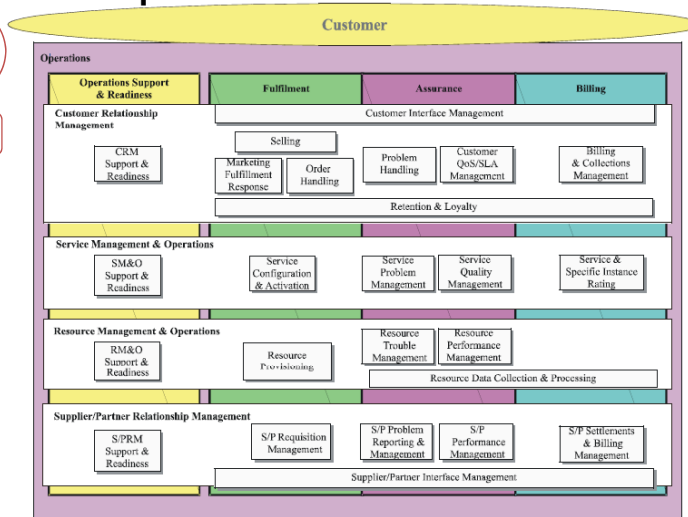 Customer
Operations
Operations Support
& Readiness
Fulfilment
Assurance
Billing
Customer Relationship
Management
Customer Interface Management
Selling
CRM
Support &
Readiness
Marketing
Fulfillment
Response
Order
Handling
Problem
Handling
Customer
QoS/SLA
Management
Billing
& Collections
Management
Retention & Loyalty
Service Management & Operations
SM&O
Support &
Readiness
Service
Configuration
& Activation
Service
Problem
Management
Service
Quality
Management
Service &
Specific Instance
Rating
Resource Management & Operations
RM&O
Support &
Readiness
Resource
Provisioning
Resource
Trouble
Management
Resource
Performance
Management
Resource Data Collection & Processing
Supplier/Partner Relationship Management
S/PRM
Support &
Readiness
S/P Requisition
Management
S/P Problem
Reporting &
Management
S/P
Performance
Management
S/P Settlements
& Billing
Management
Supplier/Partner Interface Management